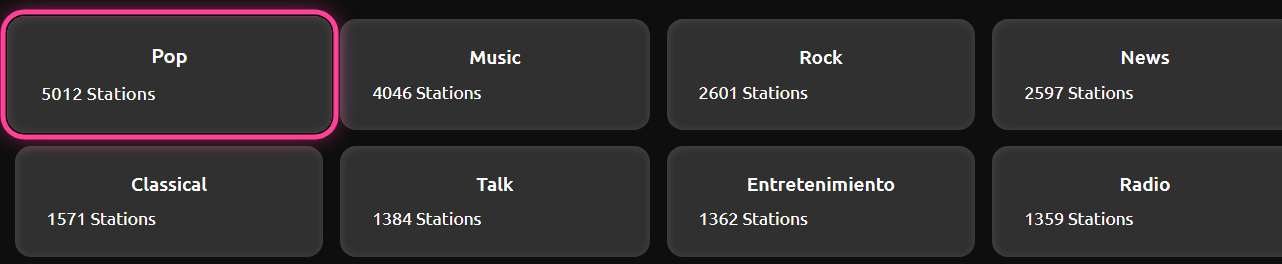 Pop
5012 Stations
Music
4046 Stations
Rock
2601 Stations
News
2597 Stations
Classical
1571 Stations
Talk
1384 Stations
Entretenimiento
1362 Stations
Radio
1359 Stations